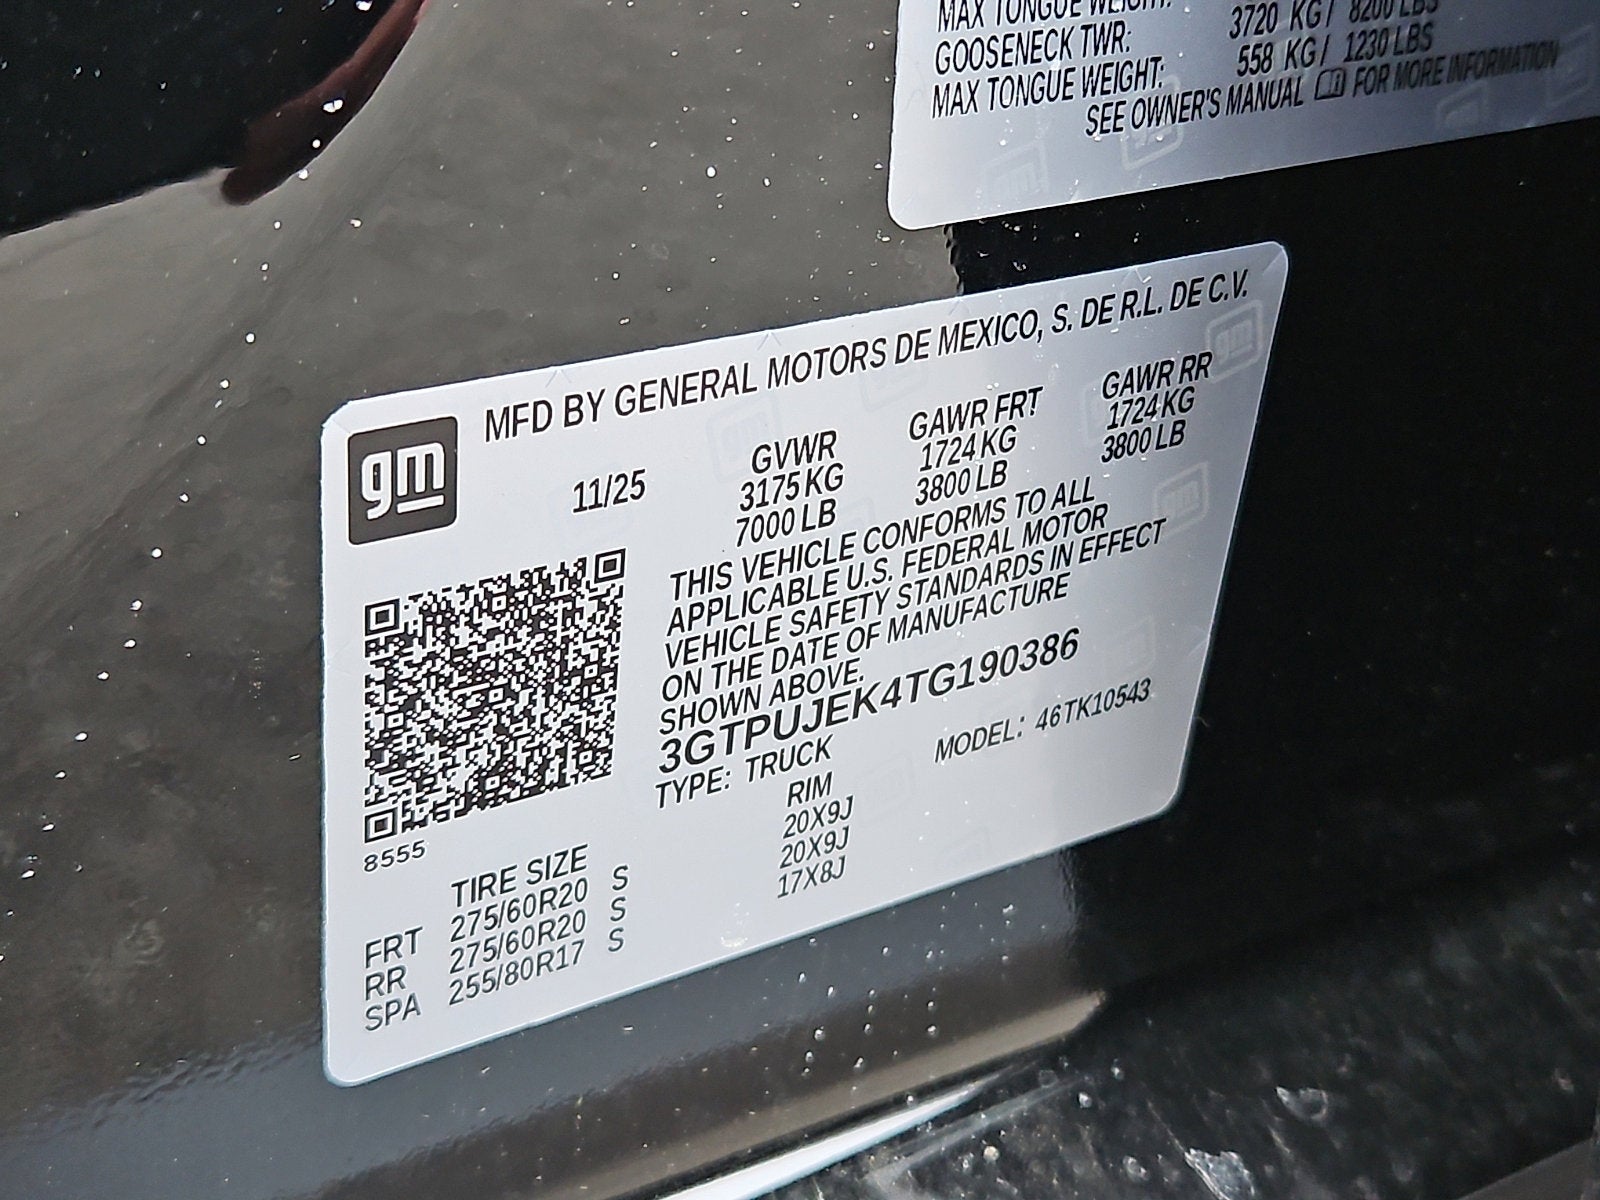 MAX TONGUE WEIGHT:
3720 KG / 8200 LBS
GOOSENECK TWR:
558 KG / 1230 LBS
MAX TONGUE WEIGHT:
SEE OWNER'S MANUAL FOR MORE INFORMATION
gm
MFD BY GENERAL MOTORS DE MEXICO, S. DE R.L. DE C.V.
11/25 GVWR GAWR FRT GAWR RR
3175 KG 1724 KG 1724 KG
7000 LB 3800 LB 3800 LB
THIS VEHICLE CONFORMS TO ALL
APPLICABLE U.S. FEDERAL MOTOR
VEHICLE SAFETY STANDARDS IN EFFECT
ON THE DATE OF MANUFACTURE
SHOWN ABOVE.
3GTPUJEK4TG190386
TYPE: TRUCK MODEL: 46TK10543
8555
TIRE SIZE RIM
FRT 275/60R20 S 20X9J
RR 275/60R20 S 20X9J
SPA 255/80R17 S 17X8J